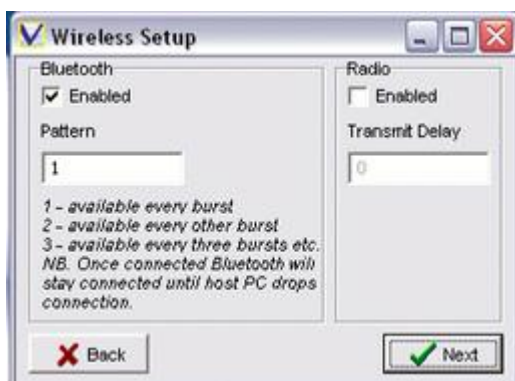 Wireless Setup
Bluetooth
Enabled
Pattern
1
1 - available every burst
2 - available every other burst
3 - available every three bursts etc.
NB. Once connected Bluetooth will
stay connected until host PC drops
connection.
Radio
Enabled
Transmit Delay
0
Back
Next